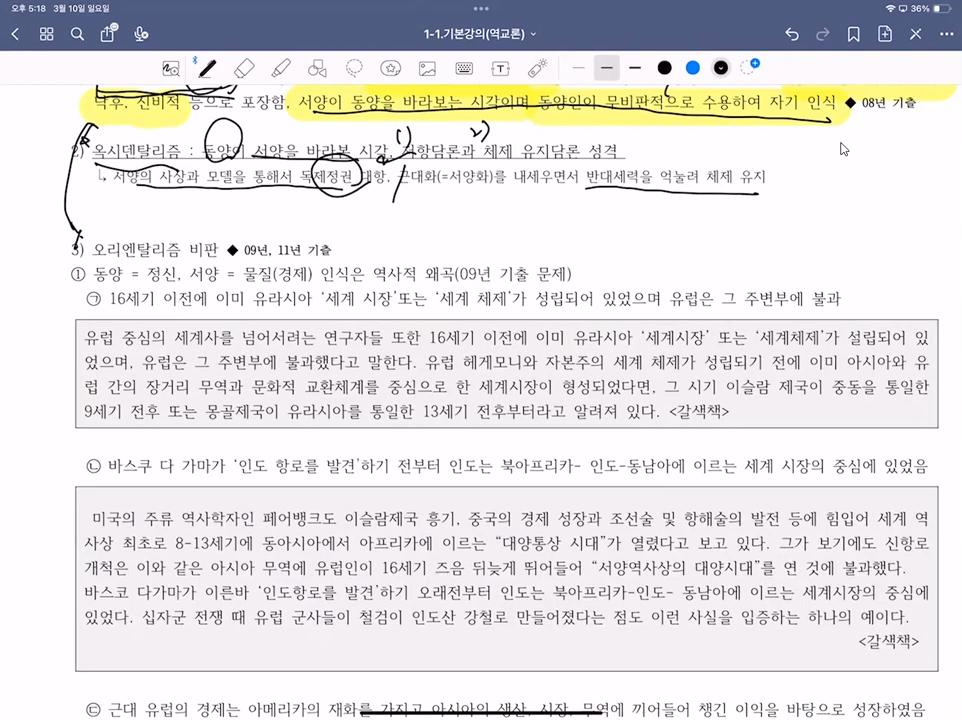 오후 5:18 3월 10일 일요일
36%
1-1.기본강의(역교론)
낙후, 신비적 등으로 포장함, 서양이 동양을 바라보는 시각이며 동양인이 무비판적으로 수용하여 자기 인식 ◆ 08년 기출
1) 2)
2) 옥시덴탈리즘 : 동양이 서양을 바라본 시각, 저항담론과 체제 유지담론 성격
↳ 서양의 사상과 모델을 통해서 독재정권 대항, 근대화(=서양화)를 내세우면서 반대세력을 억눌러 체제 유지
3) 오리엔탈리즘 비판 ◆ 09년, 11년 기출
① 동양 = 정신, 서양 = 물질(경제) 인식은 역사적 왜곡(09년 기출 문제)
㉠ 16세기 이전에 이미 유라시아 ‘세계 시장’또는 ‘세계 체제’가 성립되어 있었으며 유럽은 그 주변부에 불과
유럽 중심의 세계사를 넘어서려는 연구자들 또한 16세기 이전에 이미 유라시아 ‘세계시장’ 또는 ‘세계체제’가 설립되어 있
었으며, 유럽은 그 주변부에 불과했다고 말한다. 유럽 헤게모니와 자본주의 세계 체제가 성립되기 전에 이미 아시아와 유
럽 간의 장거리 무역과 문화적 교환체계를 중심으로 한 세계시장이 형성되었다면, 그 시기 이슬람 제국이 중동을 통일한
9세기 전후 또는 몽골제국이 유라시아를 통일한 13세기 전후부터라고 알려져 있다. <갈색책>
㉡ 바스쿠 다 가마가 ‘인도 항로를 발견’하기 전부터 인도는 북아프리카- 인도-동남아에 이르는 세계 시장의 중심에 있었음
미국의 주류 역사학자인 페어뱅크도 이슬람제국 흥기, 중국의 경제 성장과 조선술 및 항해술의 발전 등에 힘입어 세계 역
사상 최초로 8-13세기에 동아시아에서 아프리카에 이르는 “대양통상 시대”가 열렸다고 보고 있다. 그가 보기에도 신항로
개척은 이와 같은 아시아 무역에 유럽인이 16세기 즈음 뒤늦게 뛰어들어 “서양역사상의 대양시대”를 연 것에 불과했다.
바스코 다가마가 이른바 ‘인도항로를 발견’하기 오래전부터 인도는 북아프리카-인도- 동남아에 이르는 세계시장의 중심에
있었다. 십자군 전쟁 때 유럽 군사들이 철검이 인도산 강철로 만들어졌다는 점도 이런 사실을 입증하는 하나의 예이다.
<갈색책>
㉢ 근대 유럽의 경제는 아메리카의 재화를 가지고 아시아의 생산, 시장, 무역에 끼어들어 챙긴 이익을 바탕으로 성장하였음